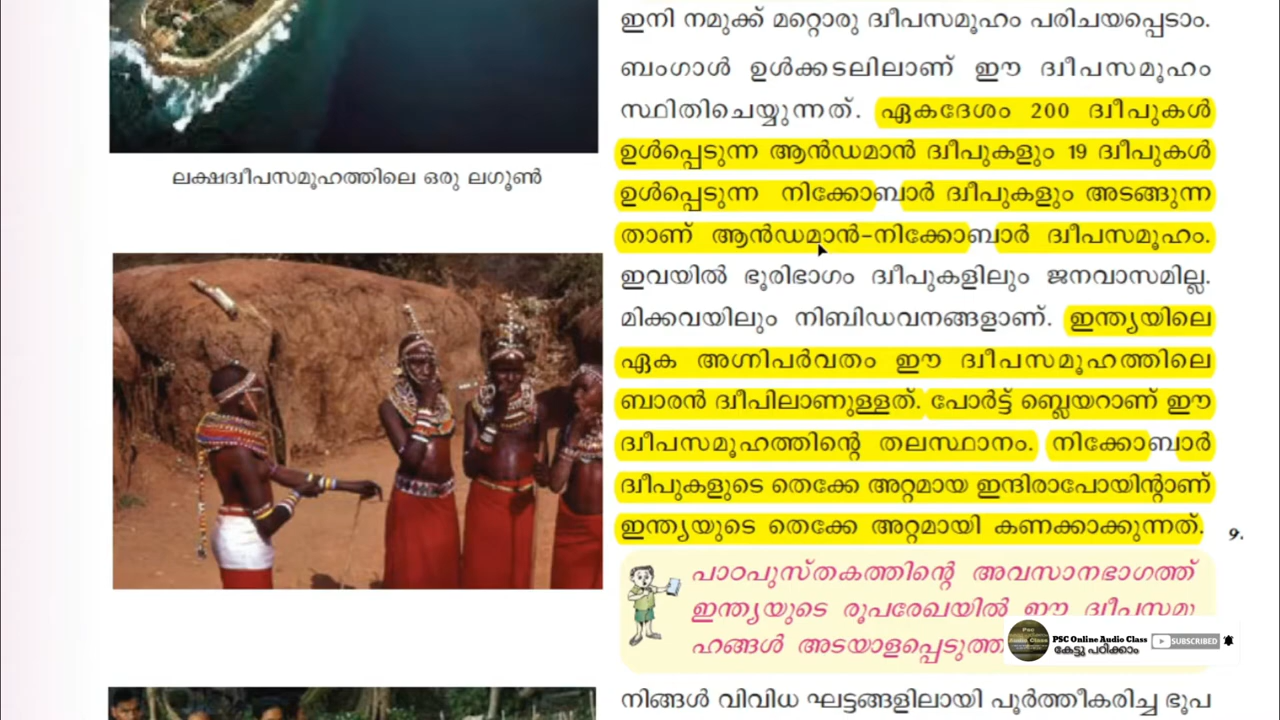 ഇനി നമുക്ക് മറ്റൊരു ദ്വീപസമൂഹം പരിചയപ്പെടാം.
ബംഗാൾ ഉൾക്കടലിലാണ് ഈ ദ്വീപസമൂഹം
സ്ഥിതിചെയ്യുന്നത്. ഏകദേശം 200 ദ്വീപുകൾ
ഉൾപ്പെടുന്ന ആൻഡമാൻ ദ്വീപുകളും 19 ദ്വീപുകൾ
ഉൾപ്പെടുന്ന നിക്കോബാർ ദ്വീപുകളും അടങ്ങുന്ന
താണ് ആൻഡമാൻ-നിക്കോബാർ ദ്വീപസമൂഹം.
ഇവയിൽ ഭൂരിഭാഗം ദ്വീപുകളിലും ജനവാസമില്ല.
മിക്കവയിലും നിബിഡവനങ്ങളാണ്. ഇന്ത്യയിലെ
ഏക അഗ്നിപർവതം ഈ ദ്വീപസമൂഹത്തിലെ
ബാരൻ ദ്വീപിലാണുള്ളത്. പോർട്ട് ബ്ലെയറാണ് ഈ
ദ്വീപസമൂഹത്തിന്റെ തലസ്ഥാനം. നിക്കോബാർ
ദ്വീപുകളുടെ തെക്കേ അറ്റമായ ഇന്ദിരാപോയിന്റാണ്
ഇന്ത്യയുടെ തെക്കേ അറ്റമായി കണക്കാക്കുന്നത്.
9.
ലക്ഷദ്വീപസമൂഹത്തിലെ ഒരു ലഗൂൺ
പാഠപുസ്തകത്തിന്റെ അവസാനഭാഗത്ത്
ഇന്ത്യയുടെ രൂപരേഖയിൽ ഈ ദ്വീപസമൂ
ഹങ്ങൾ അടയാളപ്പെടുത്ത
Psc Audio Class
PSC Online Audio Class
കേട്ടു പഠിക്കാം
SUBSCRIBED
നിങ്ങൾ വിവിധ ഘട്ടങ്ങളിലായി പൂർത്തീകരിച്ച ഭൂപ